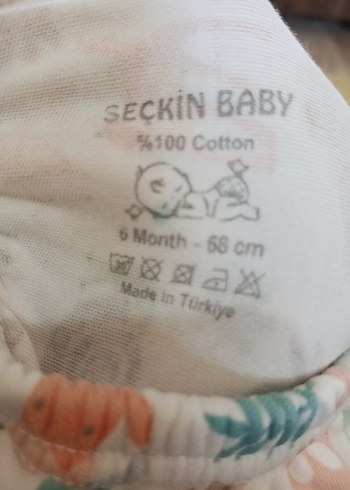 SEÇKİN BABY
%100 Cotton
6 Month - 68 cm
Made in Türkiye